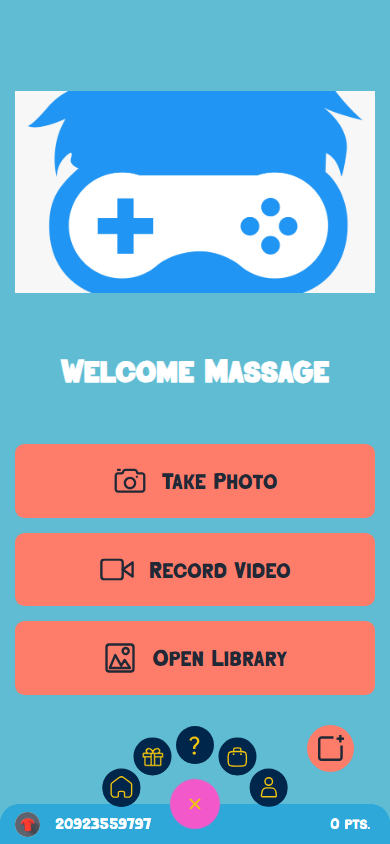 Welcome Massage
Take Photo
Record Video
Open Library
?
20923559797
0 PTS.